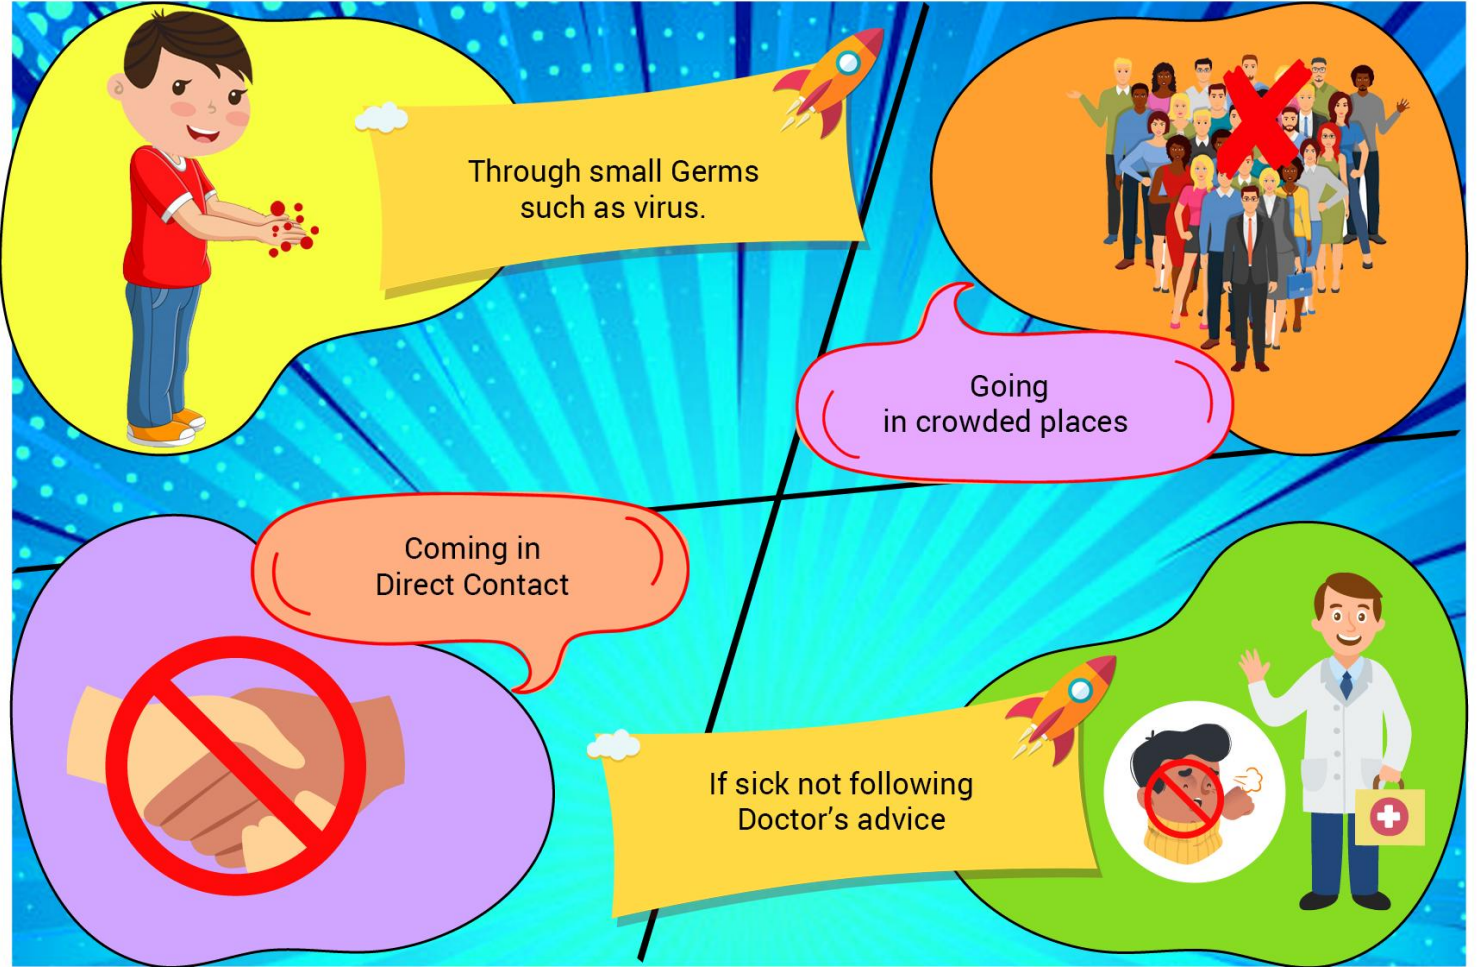 Through small Germs
such as virus.
Going
in crowded places
Coming in
Direct Contact
If sick not following
Doctor's advice